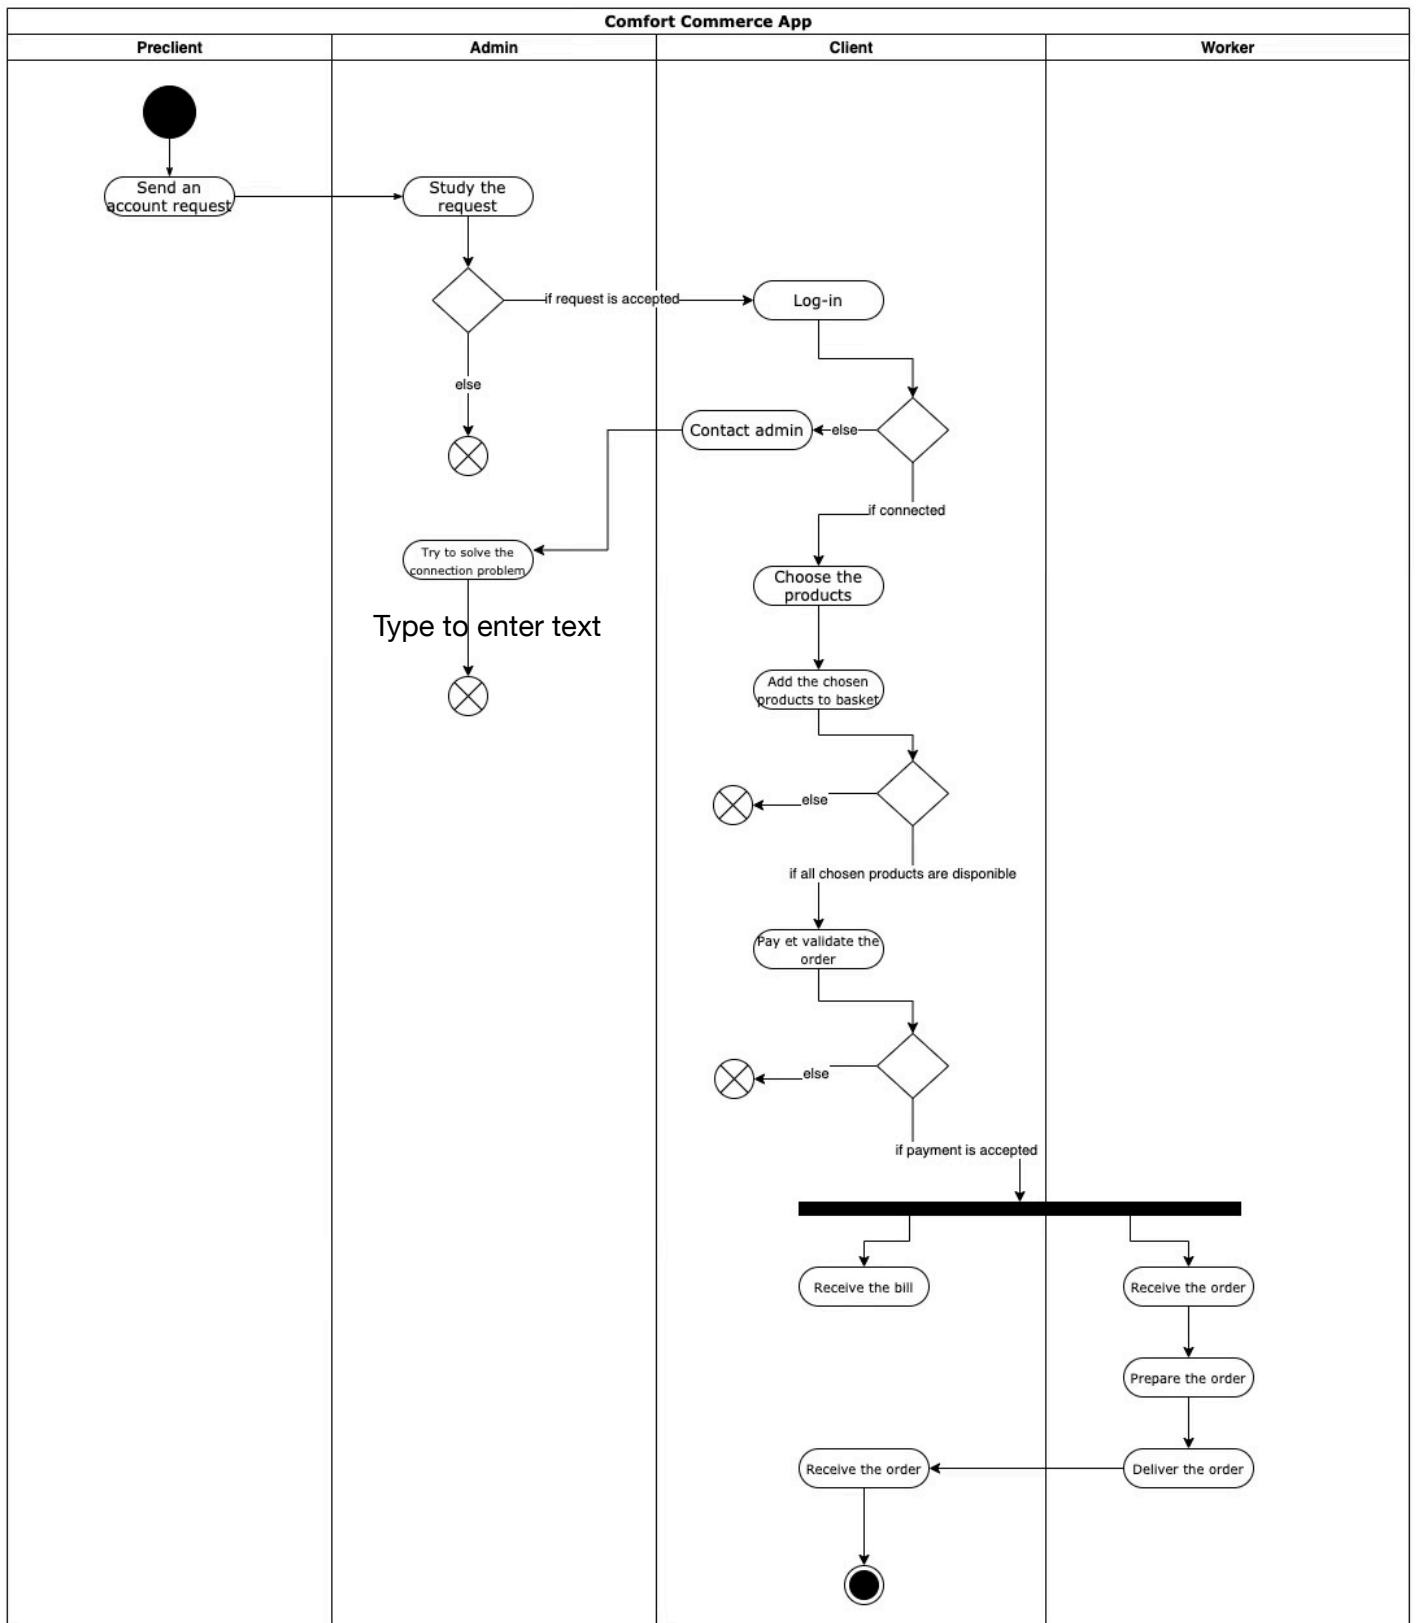 Comfort Commerce App
Preclient
Admin
Client
Worker
Send an
account request
Study the
request
if request is accepted
Log-in
else
Contact admin
else
if connected
Try to solve the
connection problem
Choose the
products
Type to enter text
Add the chosen
products to basket
else
if all chosen products are disponible
Pay et validate the
order
else
if payment is accepted
Receive the bill
Receive the order
Prepare the order
Receive the order
Deliver the order